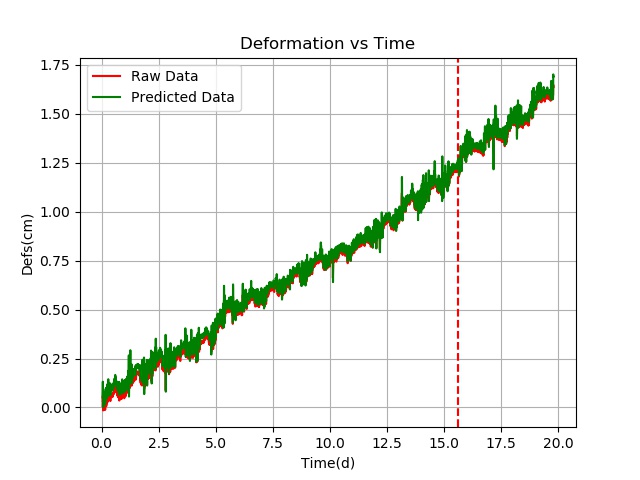 Deformation vs Time
Raw Data
Predicted Data
Defs(cm)
1.75
1.50
1.25
1.00
0.75
0.50
0.25
0.00
0.0 2.5 5.0 7.5 10.0 12.5 15.0 17.5 20.0
Time(d)